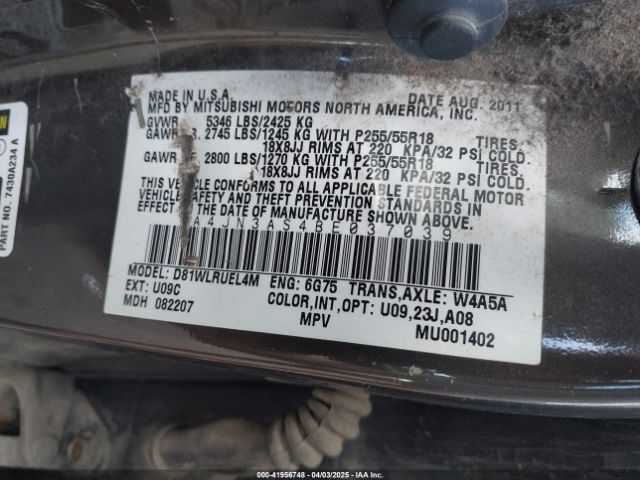 MADE IN U.S.A.
DATE AUG. 2011
MFD BY MITSUBISHI MOTORS NORTH AMERICA, INC.
GVWR 5346 LBS/2425 KG
GAWR 2745 LBS/1245 KG WITH P255/55R18 TIRES,
18X8JJ RIMS AT 220 KPA/32 PSI COLD.
GAWR 2800 LBS/1270 KG WITH P255/55R18 TIRES,
18X8JJ RIMS AT 220 KPA/32 PSI COLD.
THIS VEHICLE CONFORMS TO ALL APPLICABLE FEDERAL MOTOR
VEHICLE SAFETY AND THEFT PREVENTION STANDARDS IN
EFFECT ON THE DATE OF MANUFACTURE SHOWN ABOVE.
A4JN3AS4BE037039
MODEL: D81WLRUEL4M ENG: 6G75 TRANS,AXLE: W4A5A
EXT: U09C COLOR,INT,OPT: U09,23J,A08
MDH 082207 MPV MU001402
PART NO. 7430A234 A
000-41956748 - 04/03/2025 - IAA Inc.